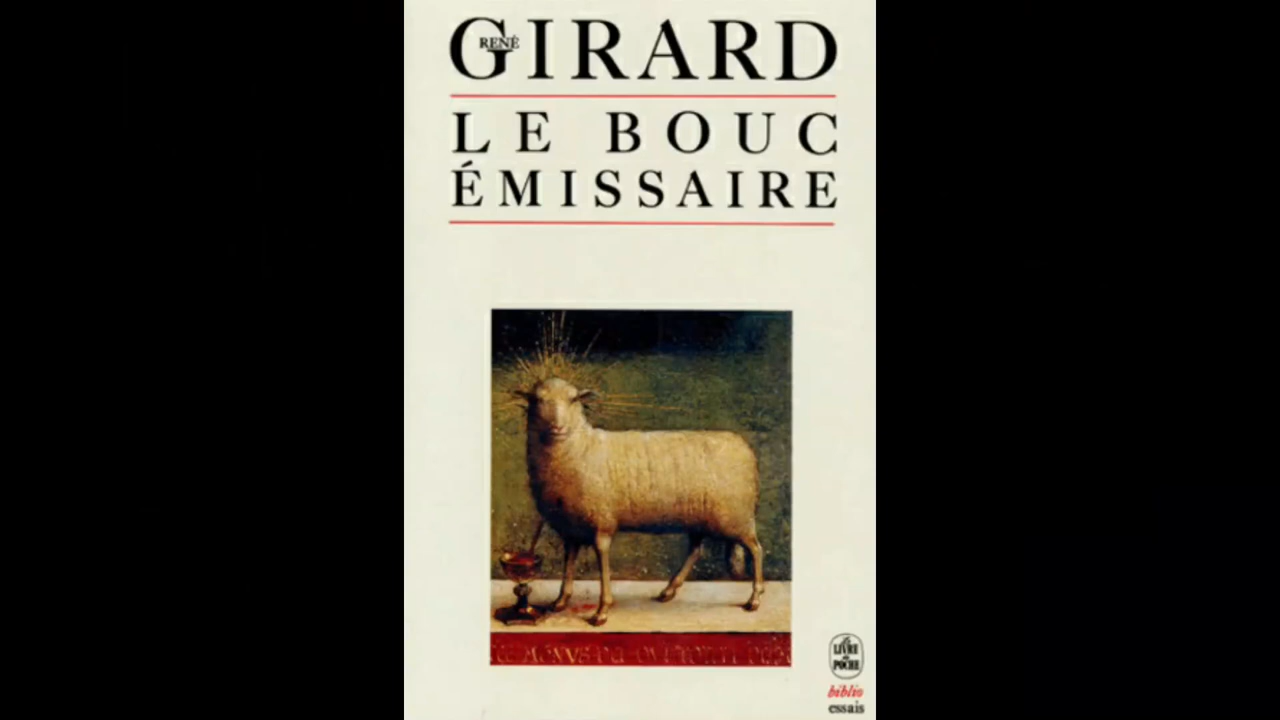 RENÉ
GIRARD
LE BOUC
ÉMISSAIRE
Le
LIVRE
de
POCHE
biblio
essais